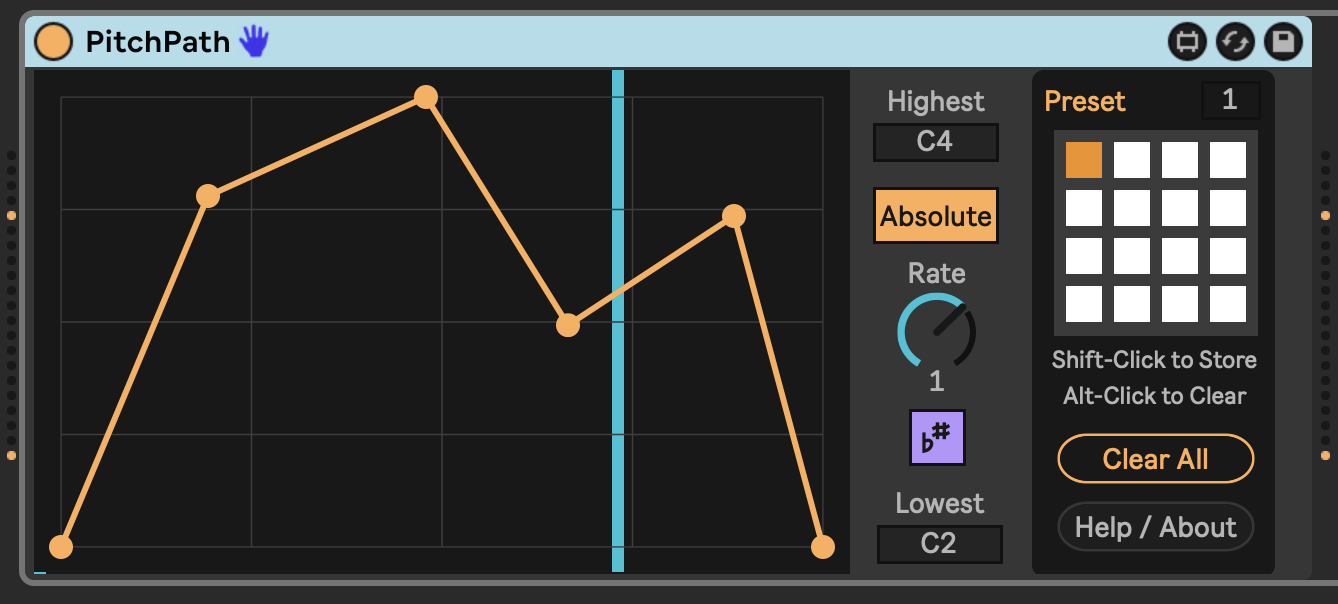 PitchPath
Highest
C4
Absolute
Rate
1
♭♯
Lowest
C2
Preset
1
Shift-Click to Store
Alt-Click to Clear
Clear All
Help / About